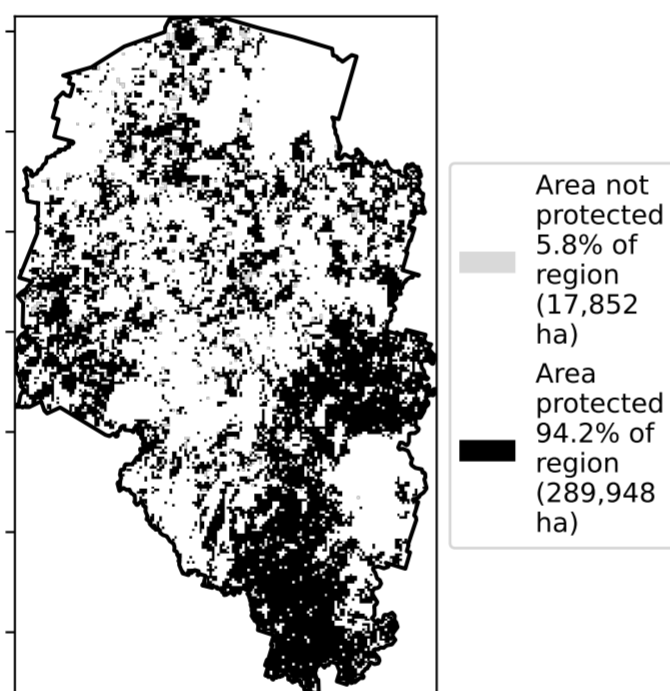 Area not
protected
5.8% of
region
(17,852
ha)
Area
protected
94.2% of
region
(289,948
ha)